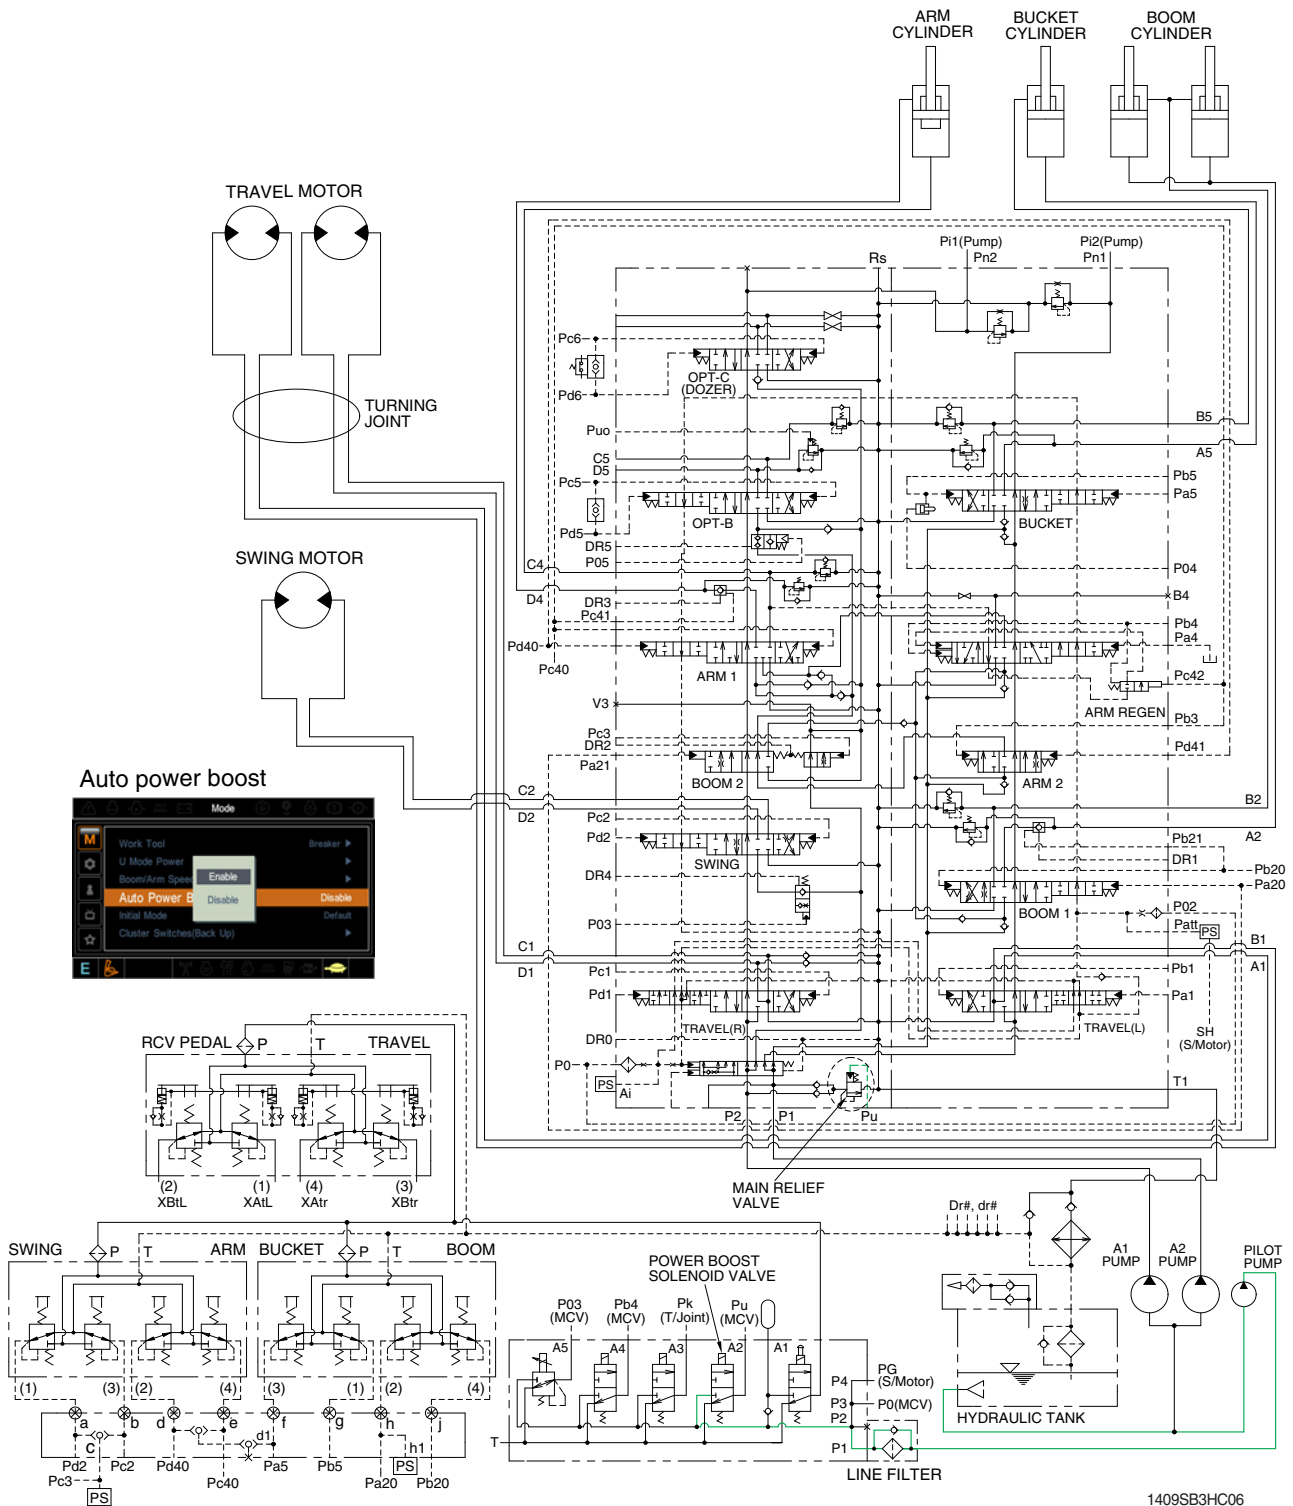 ARM
CYLINDER
BUCKET
CYLINDER
BOOM
CYLINDER
TRAVEL MOTOR
TURNING
JOINT
SWING MOTOR
Pi1(Pump)
Pn2
Pi2(Pump)
Pn1
Rs
Pc6
OPT-C
(DOZER)
Pd6
Puo
C5
D5
Pc5
OPT-B
Pd5
DR5
P05
B5
A5
Pb5
Pa5
BUCKET
P04
C4
D4
DR3
Pc41
Pd40
Pc40
ARM 1
B4
Pb4
Pa4
Pc42
ARM REGEN
V3
Pc3
DR2
Pa21
BOOM 2
Pb3
Pd41
ARM 2
C2
D2
Pc2
Pd2
SWING
DR4
P03
B2
A2
Pb21
DR1
Pb20
Pa20
BOOM 1
P02
Patt
PS
C1
D1
Pc1
Pd1
TRAVEL(R)
B1
A1
Pb1
Pa1
TRAVEL(L)
SH
(S/Motor)
DR0
P0
PS
Ai
P2
P1
Pu
T1
MAIN RELIEF
VALVE
Auto power boost
Mode
M
Work Tool
Breaker
U Mode Power
Boom/Arm Spee
Enable
Auto Power B
Disable
Disable
Initial Mode
Default
Cluster Switches(Back Up)
E
RCV PEDAL
P
T
TRAVEL
(2)
XBtL
(1)
XAtL
(4)
XAtr
(3)
XBtr
SWING
P
T
ARM
BUCKET
P
T
BOOM
(1)
(3)
(2)
(4)
(3)
(1)
(2)
(4)
a
b
d
e
f
g
h
j
c
d1
h1
Pd2
Pc2
Pd40
Pa5
Pb5
PS
Pc3
Pc40
Pa20
Pb20
PS
POWER BOOST
SOLENOID VALVE
P03
(MCV)
Pb4
(MCV)
Pk
(T/Joint)
Pu
(MCV)
A5
A4
A3
A2
A1
T
P4
PG
(S/Motor)
P3
P0(MCV)
P2
P1
LINE FILTER
Dr#, dr#
A1
PUMP
A2
PUMP
PILOT
PUMP
HYDRAULIC TANK
1409SB3HC06